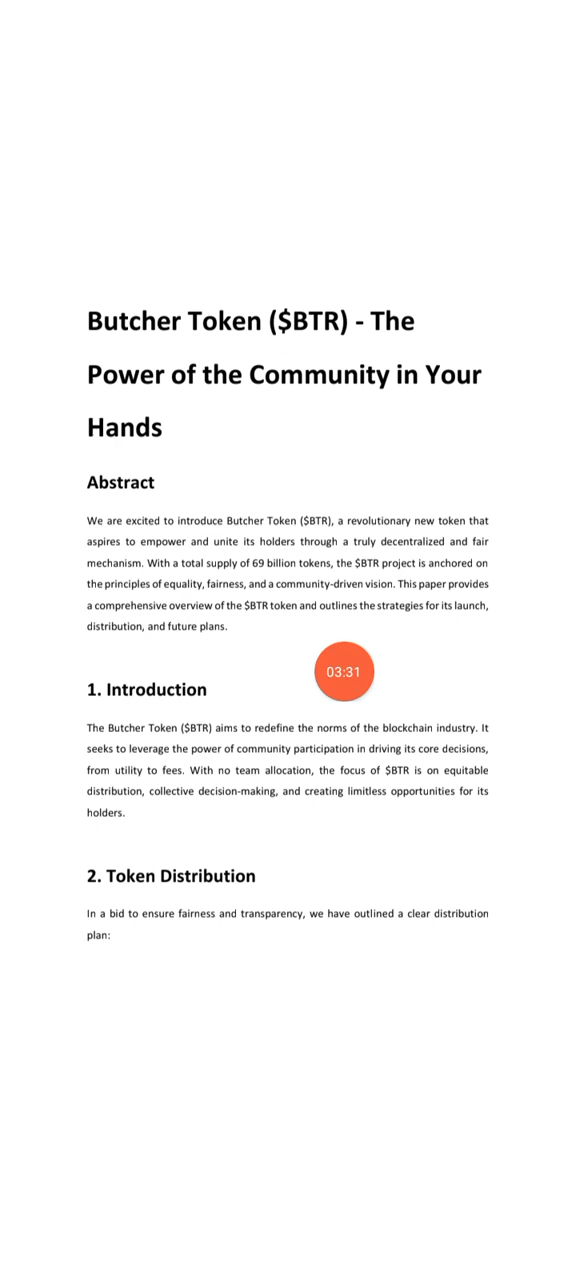 Butcher Token ($BTR) - The
Power of the Community in Your
Hands
Abstract
We are excited to introduce Butcher Token ($BTR), a revolutionary new token that
aspires to empower and unite its holders through a truly decentralized and fair
mechanism. With a total supply of 69 billion tokens, the $BTR project is anchored on
the principles of equality, fairness, and a community-driven vision. This paper provides
a comprehensive overview of the $BTR token and outlines the strategies for its launch,
distribution, and future plans.
03:31
1. Introduction
The Butcher Token ($BTR) aims to redefine the norms of the blockchain industry. It
seeks to leverage the power of community participation in driving its core decisions,
from utility to fees. With no team allocation, the focus of $BTR is on equitable
distribution, collective decision-making, and creating limitless opportunities for its
holders.
2. Token Distribution
In a bid to ensure fairness and transparency, we have outlined a clear distribution
plan: